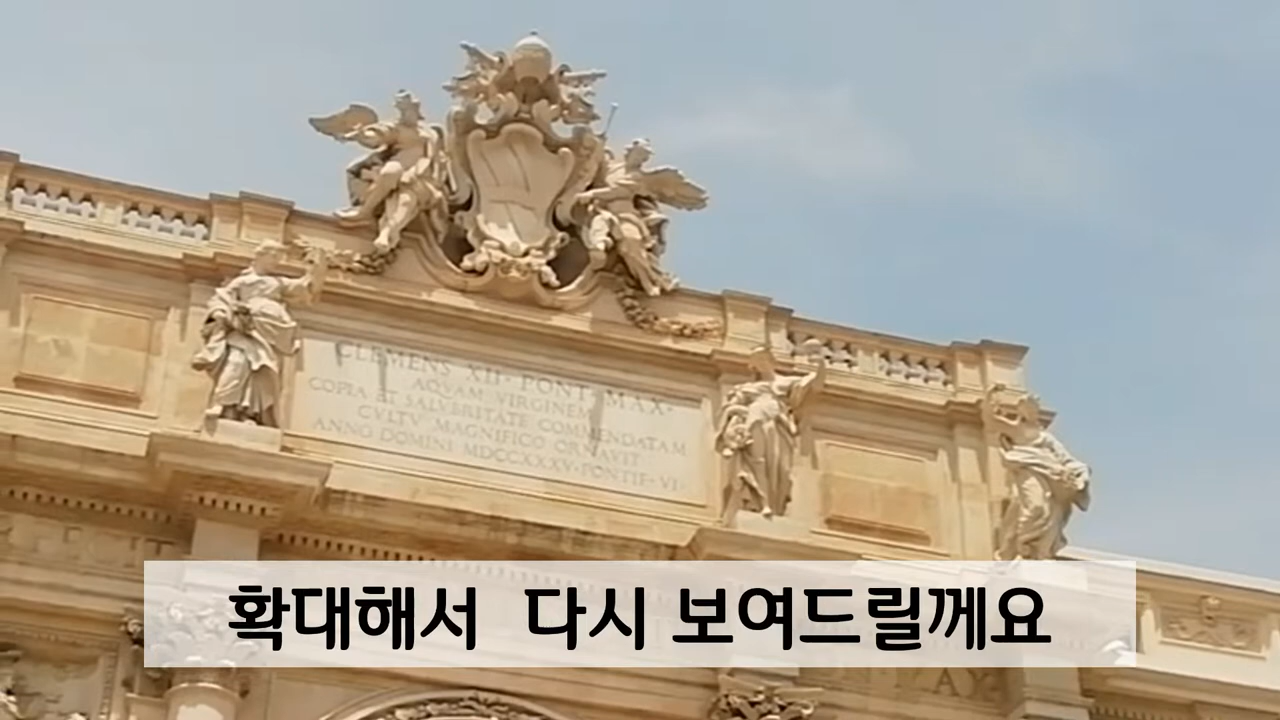 CLEMENS XII · PONT · MAX ·
AQVAM VIRGINEM
COPIA ET SALVBRITATE COMMENDATAM
CVLTV MAGNIFICO ORNAVIT
ANNO DOMINI MDCCXXXV · PONTIF · VI ·
확대해서 다시 보여드릴께요